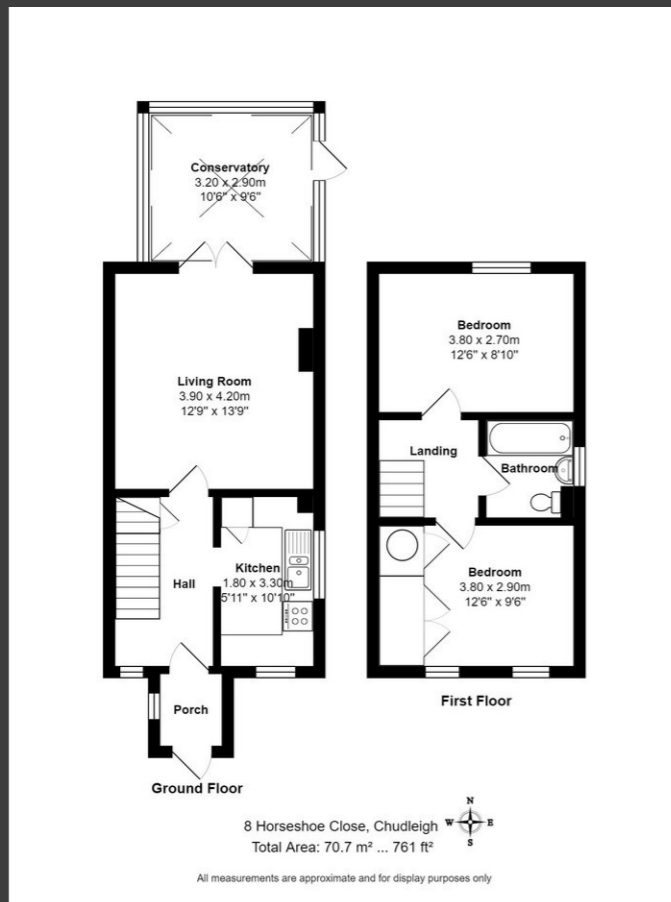 Conservatory
3.20 x 2.90m
10'6" x 9'6"
Living Room
3.90 x 4.20m
12'9" x 13'9"
Hall
Kitchen
1.80 x 3.30m
5'11" x 10'10"
Porch
Ground Floor
Bedroom
3.80 x 2.70m
12'6" x 8'10"
Landing
Bathroom
Bedroom
3.80 x 2.90m
12'6" x 9'6"
First Floor
8 Horseshoe Close, Chudleigh
Total Area: 70.7 m² ... 761 ft²
N
W E
S
All measurements are approximate and for display purposes only